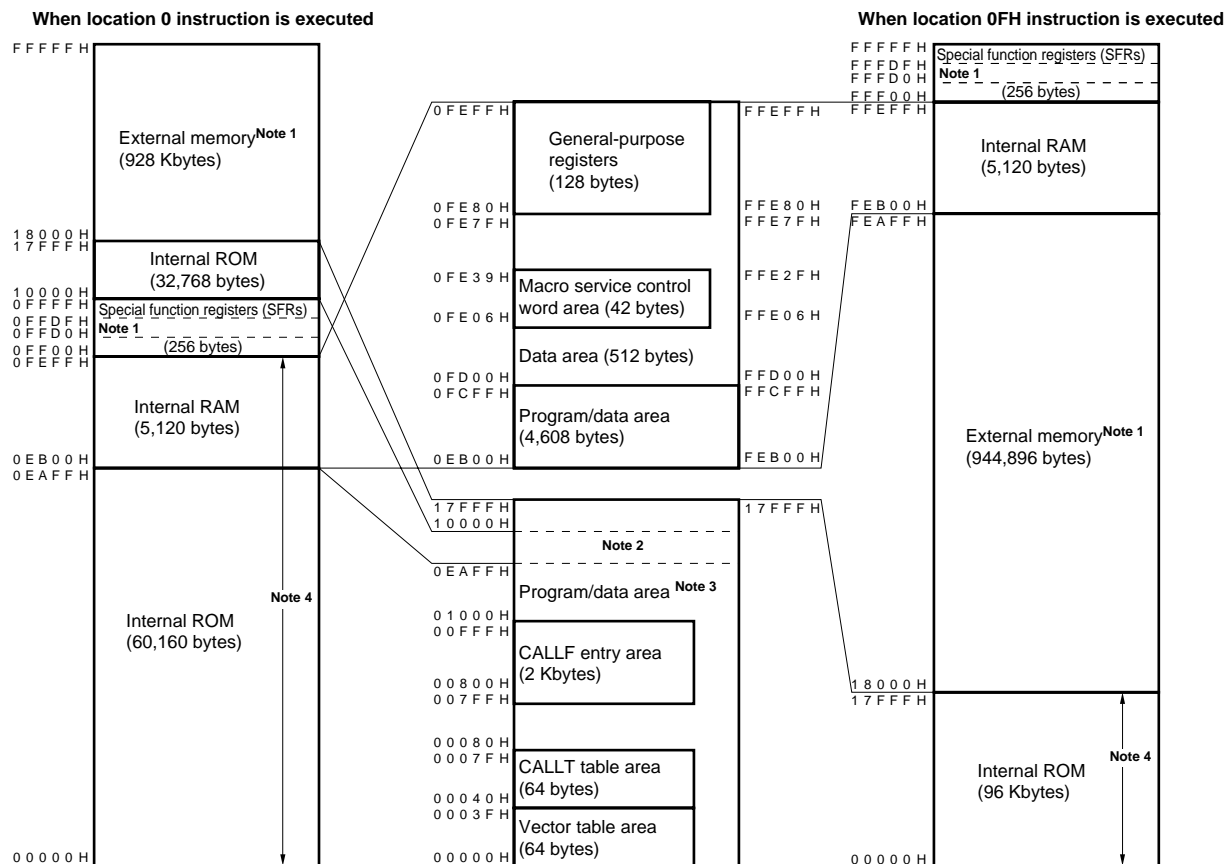 When location 0 instruction is executed
When location 0FH instruction is executed
FFFFFH
External memory Note 1
(928 Kbytes)
18000H
17FFFH
Internal ROM
(32,768 bytes)
10000H
0FFFFH
Special function registers (SFRs)
0FFDFH
Note 1
0FFD0H
(256 bytes)
0FF00H
0FEFFH
Internal RAM
(5,120 bytes)
0EB00H
0EAFFH
Note 4
Internal ROM
(60,160 bytes)
00000H
0FEFFH
General-purpose
registers
(128 bytes)
FFEFFH
0FE80H
FFE80H
0FE7FH
FFE7FH
0FE39H
FFE2FH
Macro service control
word area (42 bytes)
0FE06H
FFE06H
Data area (512 bytes)
0FD00H
FFD00H
0FCFFH
FFCFFH
Program/data area
(4,608 bytes)
0EB00H
FEB00H
17FFFH
17FFFH
10000H
Note 2
0EAFFH
Program/data area Note 3
01000H
00FFFH
CALLF entry area
(2 Kbytes)
00800H
007FFH
00080H
0007FH
CALLT table area
(64 bytes)
00040H
0003FH
Vector table area
(64 bytes)
00000H
FFFFFH
Special function registers (SFRs)
FFFDFH
Note 1
FFFD0H
(256 bytes)
FFF00H
FFEFFH
Internal RAM
(5,120 bytes)
FEB00H
FEAFFH
External memory Note 1
(944,896 bytes)
18000H
17FFFH
Note 4
Internal ROM
(96 Kbytes)
00000H